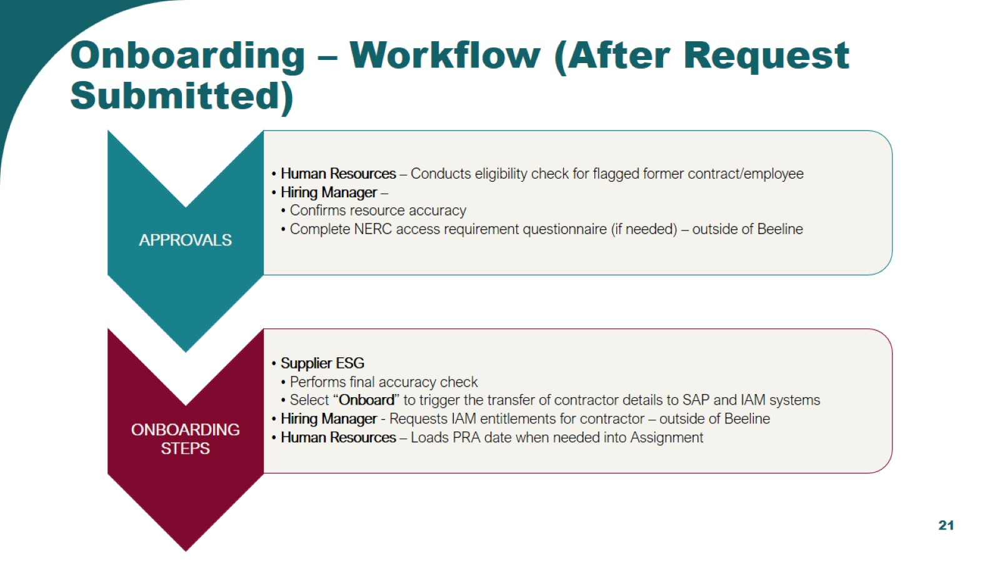 Onboarding – Workflow (After Request
Submitted)
APPROVALS
• Human Resources – Conducts eligibility check for flagged former contract/employee
• Hiring Manager –
• Confirms resource accuracy
• Complete NERC access requirement questionnaire (if needed) – outside of Beeline
ONBOARDING
STEPS
• Supplier ESG
• Performs final accuracy check
• Select “Onboard” to trigger the transfer of contractor details to SAP and IAM systems
• Hiring Manager - Requests IAM entitlements for contractor – outside of Beeline
• Human Resources – Loads PRA date when needed into Assignment
21